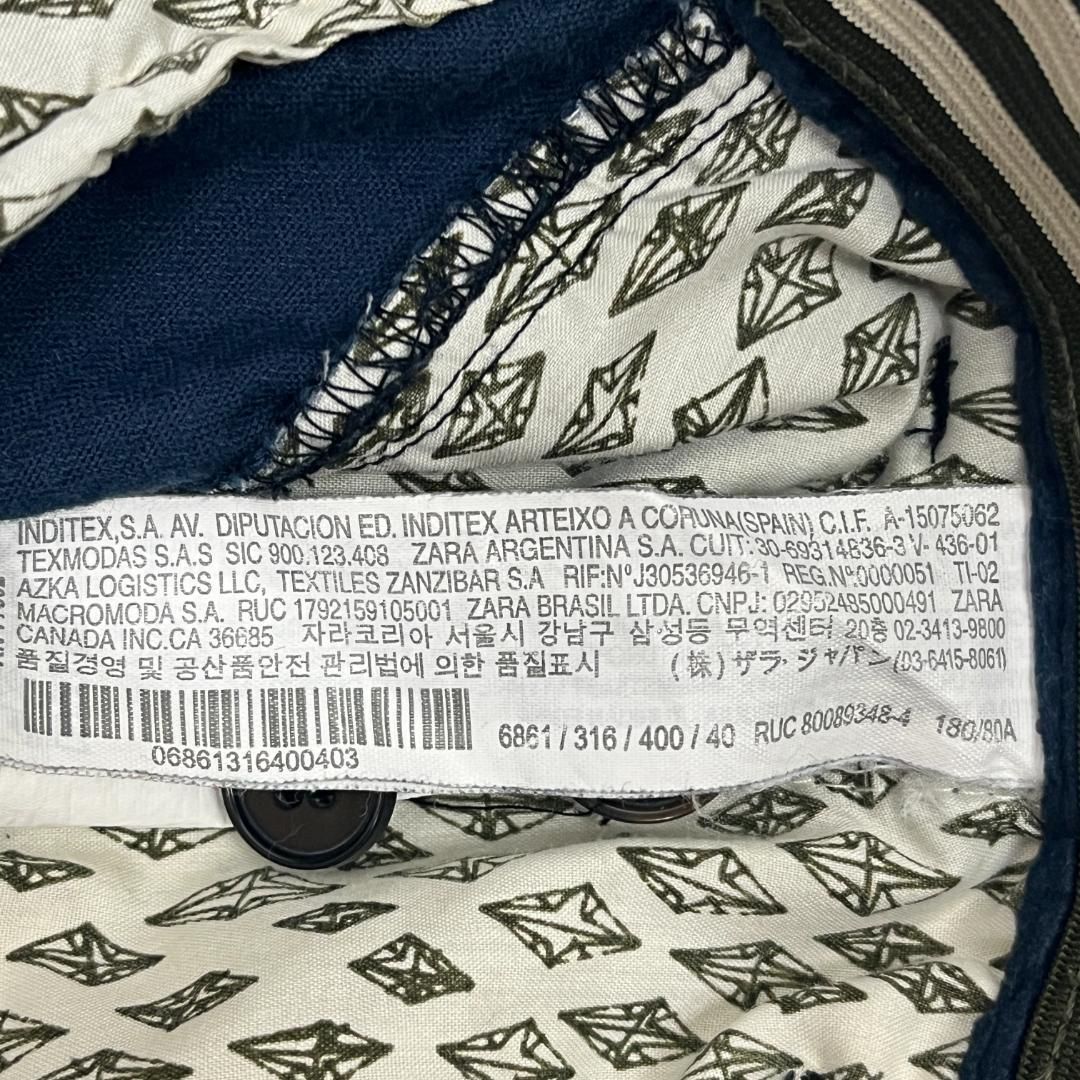 INDITEX,S.A. AV. DIPUTACION ED. INDITEX ARTEIXO A CORUNA(SPAIN) C.I.F. A-15075062
TEXMODAS S.A.S SIC 900.123.408 ZARA ARGENTINA S.A. CUIT: 30-69314836-3 V- 436-01
AZKA LOGISTICS LLC, TEXTILES ZANZIBAR S.A RIF:NºJ30536946-1 REG.Nº:0000051 TI-02
MACROMODA S.A. RUC 1792159105001 ZARA BRASIL LTDA. CNPJ: 02952485000491 ZARA
CANADA INC.CA 36685 자라코리아 서울시 강남구 삼성동 무역센터 20층 02-3413-9800
품질경영 및 공산품안전 관리법에 의한 품질표시 (株)ザラ・ジャパン(03-6415-8061)
6861 / 316 / 400 / 40 RUC 80089348-4 180/80A
06861316400403